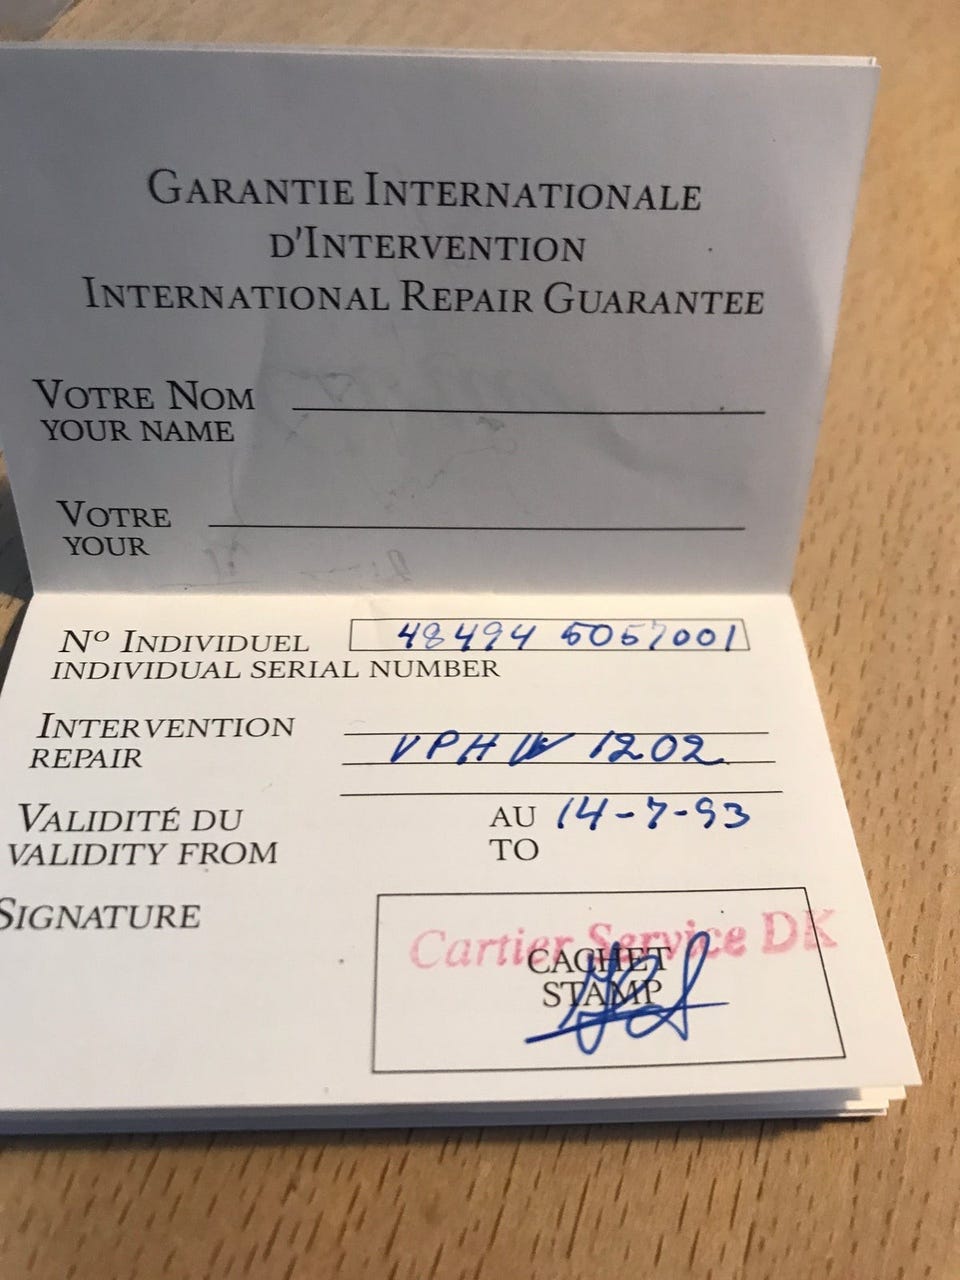 GARANTIE INTERNATIONALE
D'INTERVENTION
INTERNATIONAL REPAIR GUARANTEE
VOTRE NOM
YOUR NAME
VOTRE
YOUR
Nº INDIVIDUEL 48494 5057001
INDIVIDUAL SERIAL NUMBER
INTERVENTION
REPAIR VPH 1202
VALIDITÉ DU AU 14-7-93
VALIDITY FROM TO
SIGNATURE
Cartier Service DK
CACHET
STAMP